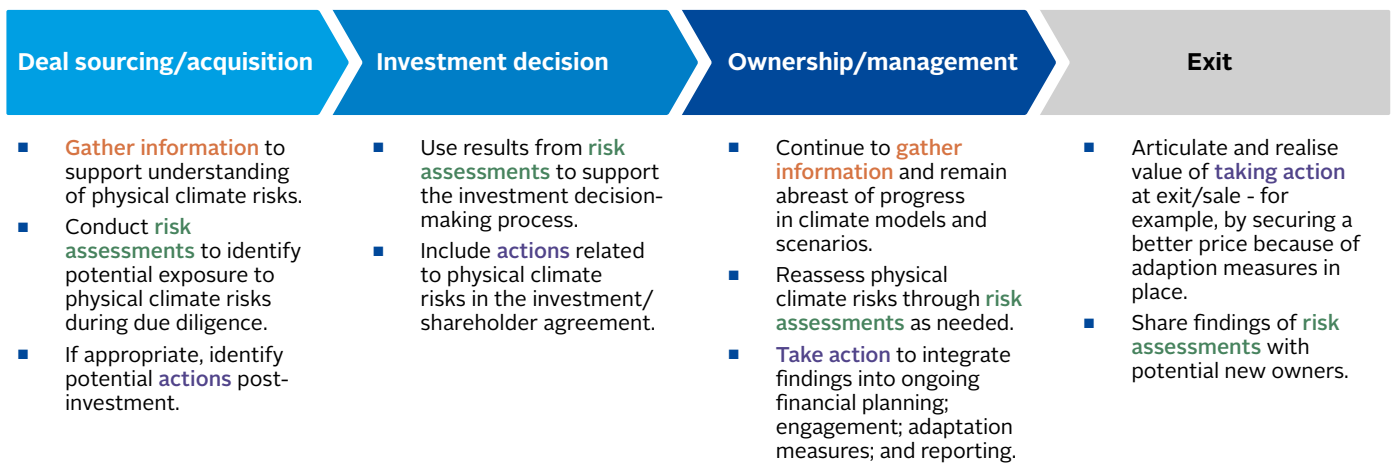 Deal sourcing/acquisition
Investment decision
Ownership/management
Exit
■ Gather information to
support understanding
of physical climate risks.
■ Conduct risk
assessments to identify
potential exposure to
physical climate risks
during due diligence.
■ If appropriate, identify
potential actions post-
investment.
■ Use results from risk
assessments to support
the investment decision-
making process.
■ Include actions related
to physical climate
risks in the investment/
shareholder agreement.
■ Continue to gather
information and remain
abreast of progress
in climate models and
scenarios.
■ Reassess physical
climate risks through risk
assessments as needed.
■ Take action to integrate
findings into ongoing
financial planning;
engagement; adaptation
measures; and reporting.
■ Articulate and realise
value of taking action
at exit/sale - for
example, by securing a
better price because of
adaption measures in
place.
■ Share findings of risk
assessments with
potential new owners.